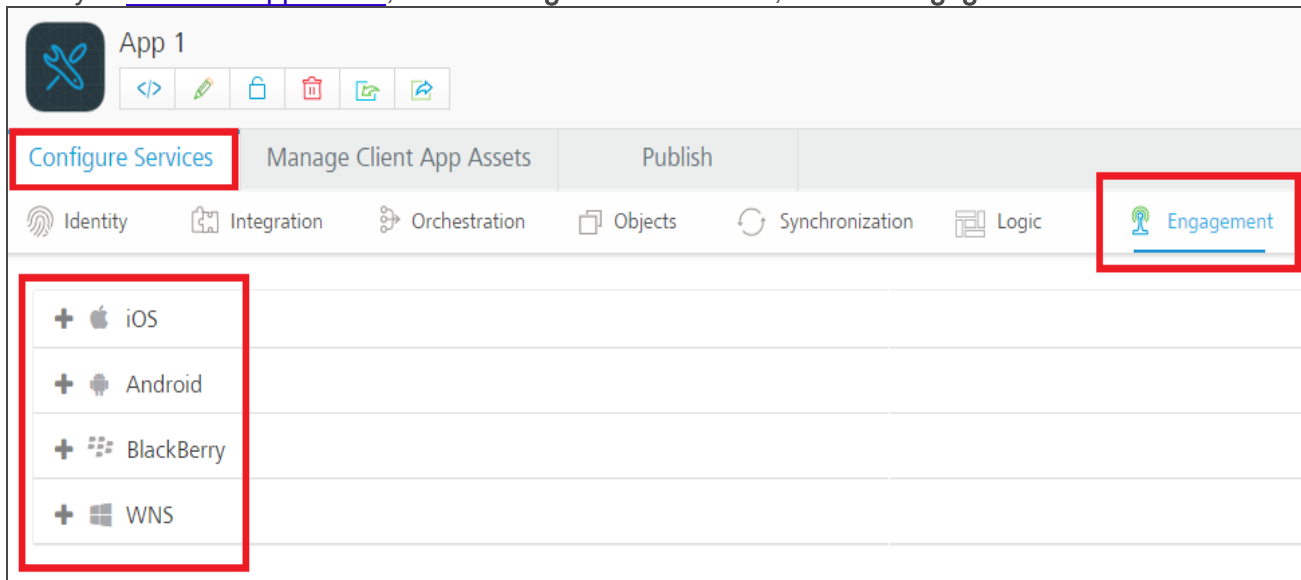 App 1
</>
Configure Services Manage Client App Assets Publish
Identity Integration Orchestration Objects Synchronization Logic Engagement
iOS
Android
BlackBerry
WNS